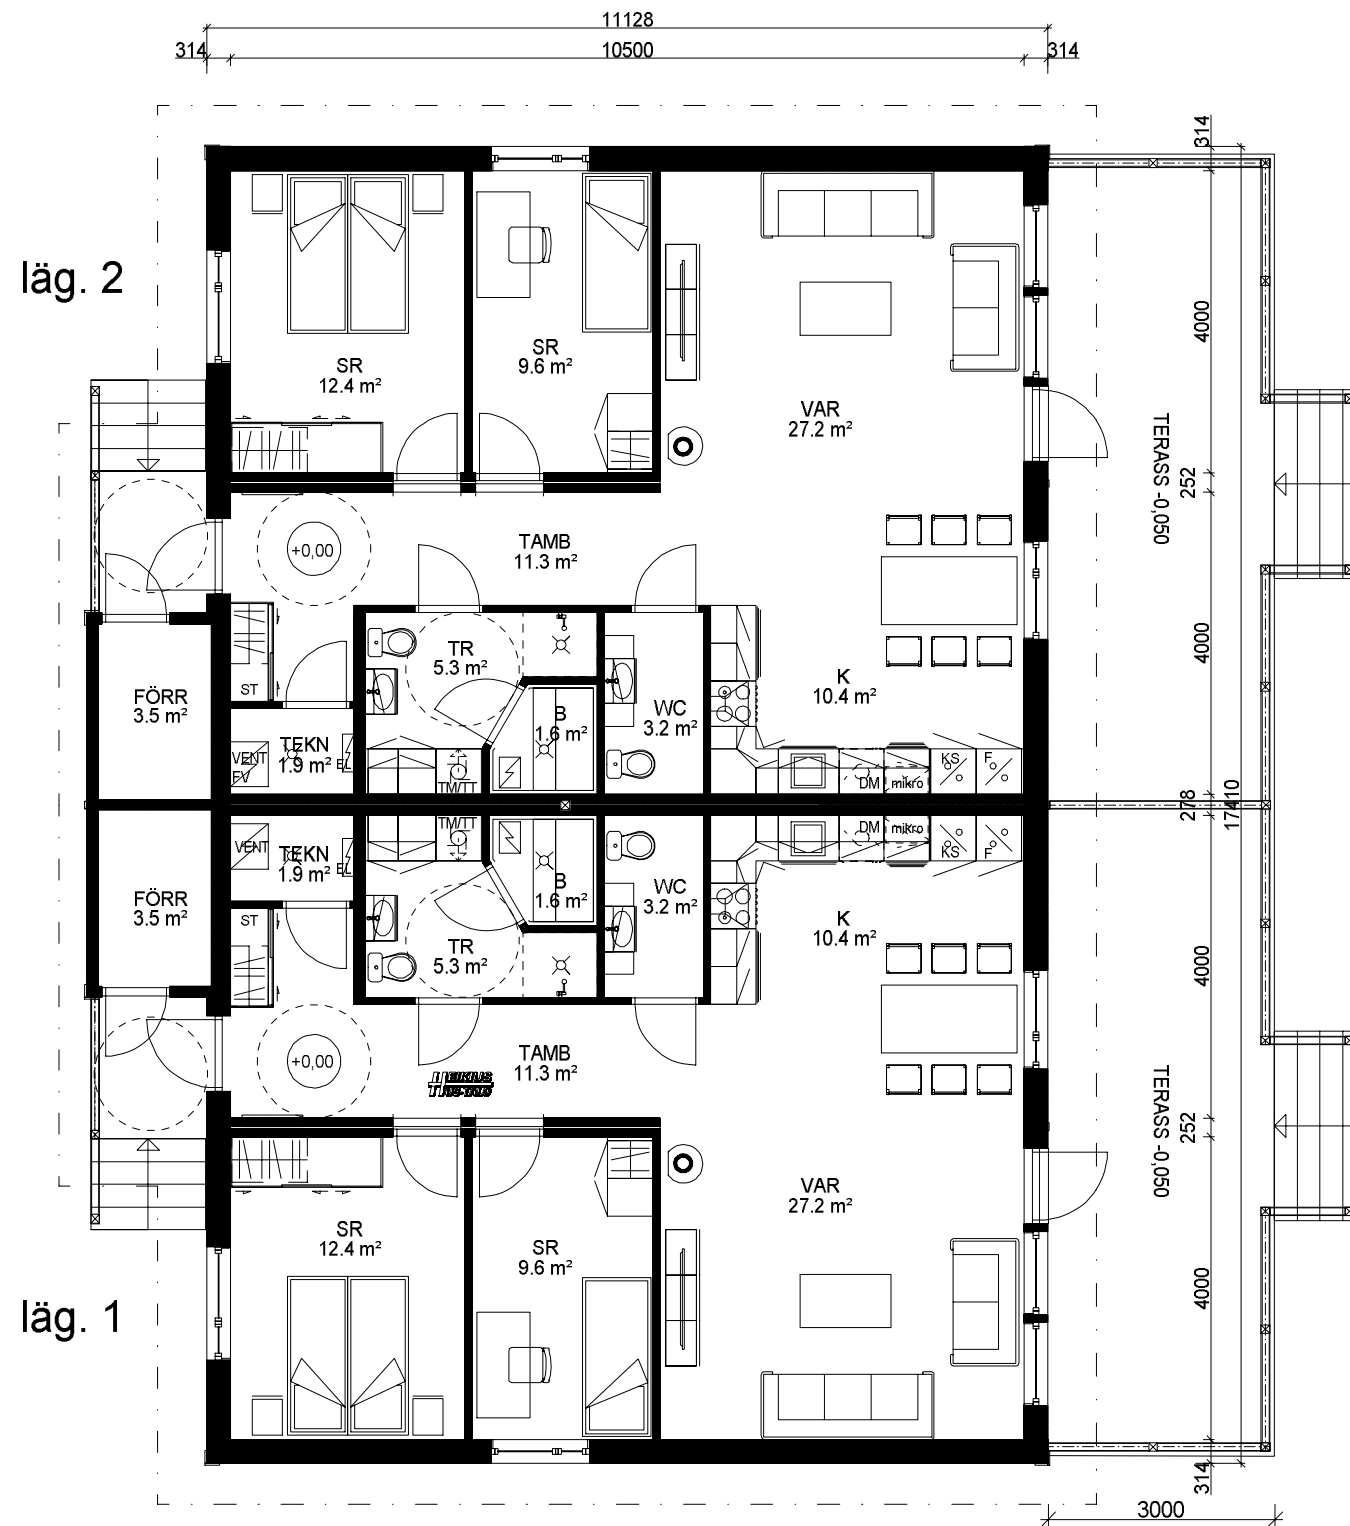 11128
314 10500 314
314
läg. 2
4000
SR
12.4 m²
SR
9.6 m²
VAR
27.2 m²
TERASS -0,050
252
+0,00
TAMB
11.3 m²
4000
ST
FÖRR
3.5 m²
TR
5.3 m²
K
10.4 m²
WC
3.2 m²
B
1.6 m²
TEKN
1.9 m²
VENT
FV
EL
TM/TT
DM
mikro
KS
F
278
17410
VENT
TEKN
1.9 m²
EL
TM/TT
DM
mikro
KS
F
B
1.6 m²
WC
3.2 m²
FÖRR
3.5 m²
ST
K
10.4 m²
TR
5.3 m²
4000
+0,00
TAMB
11.3 m²
HEIKIUS
HUS-TALO
252
TERASS -0,050
VAR
27.2 m²
SR
12.4 m²
SR
9.6 m²
läg. 1
4000
314
3000